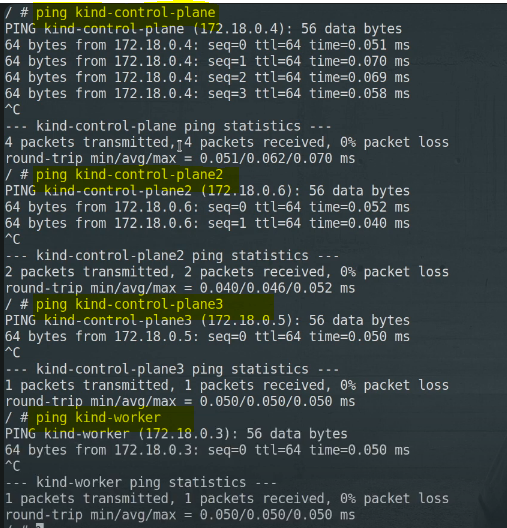 / # ping kind-control-plane
PING kind-control-plane (172.18.0.4): 56 data bytes
64 bytes from 172.18.0.4: seq=0 ttl=64 time=0.051 ms
64 bytes from 172.18.0.4: seq=1 ttl=64 time=0.070 ms
64 bytes from 172.18.0.4: seq=2 ttl=64 time=0.069 ms
64 bytes from 172.18.0.4: seq=3 ttl=64 time=0.058 ms
^C
--- kind-control-plane ping statistics ---
4 packets transmitted, 4 packets received, 0% packet loss
round-trip min/avg/max = 0.051/0.062/0.070 ms
/ # ping kind-control-plane2
PING kind-control-plane2 (172.18.0.6): 56 data bytes
64 bytes from 172.18.0.6: seq=0 ttl=64 time=0.052 ms
64 bytes from 172.18.0.6: seq=1 ttl=64 time=0.040 ms
^C
--- kind-control-plane2 ping statistics ---
2 packets transmitted, 2 packets received, 0% packet loss
round-trip min/avg/max = 0.040/0.046/0.052 ms
/ # ping kind-control-plane3
PING kind-control-plane3 (172.18.0.5): 56 data bytes
64 bytes from 172.18.0.5: seq=0 ttl=64 time=0.050 ms
^C
--- kind-control-plane3 ping statistics ---
1 packets transmitted, 1 packets received, 0% packet loss
round-trip min/avg/max = 0.050/0.050/0.050 ms
/ # ping kind-worker
PING kind-worker (172.18.0.3): 56 data bytes
64 bytes from 172.18.0.3: seq=0 ttl=64 time=0.050 ms
^C
--- kind-worker ping statistics ---
1 packets transmitted, 1 packets received, 0% packet loss
round-trip min/avg/max = 0.050/0.050/0.050 ms